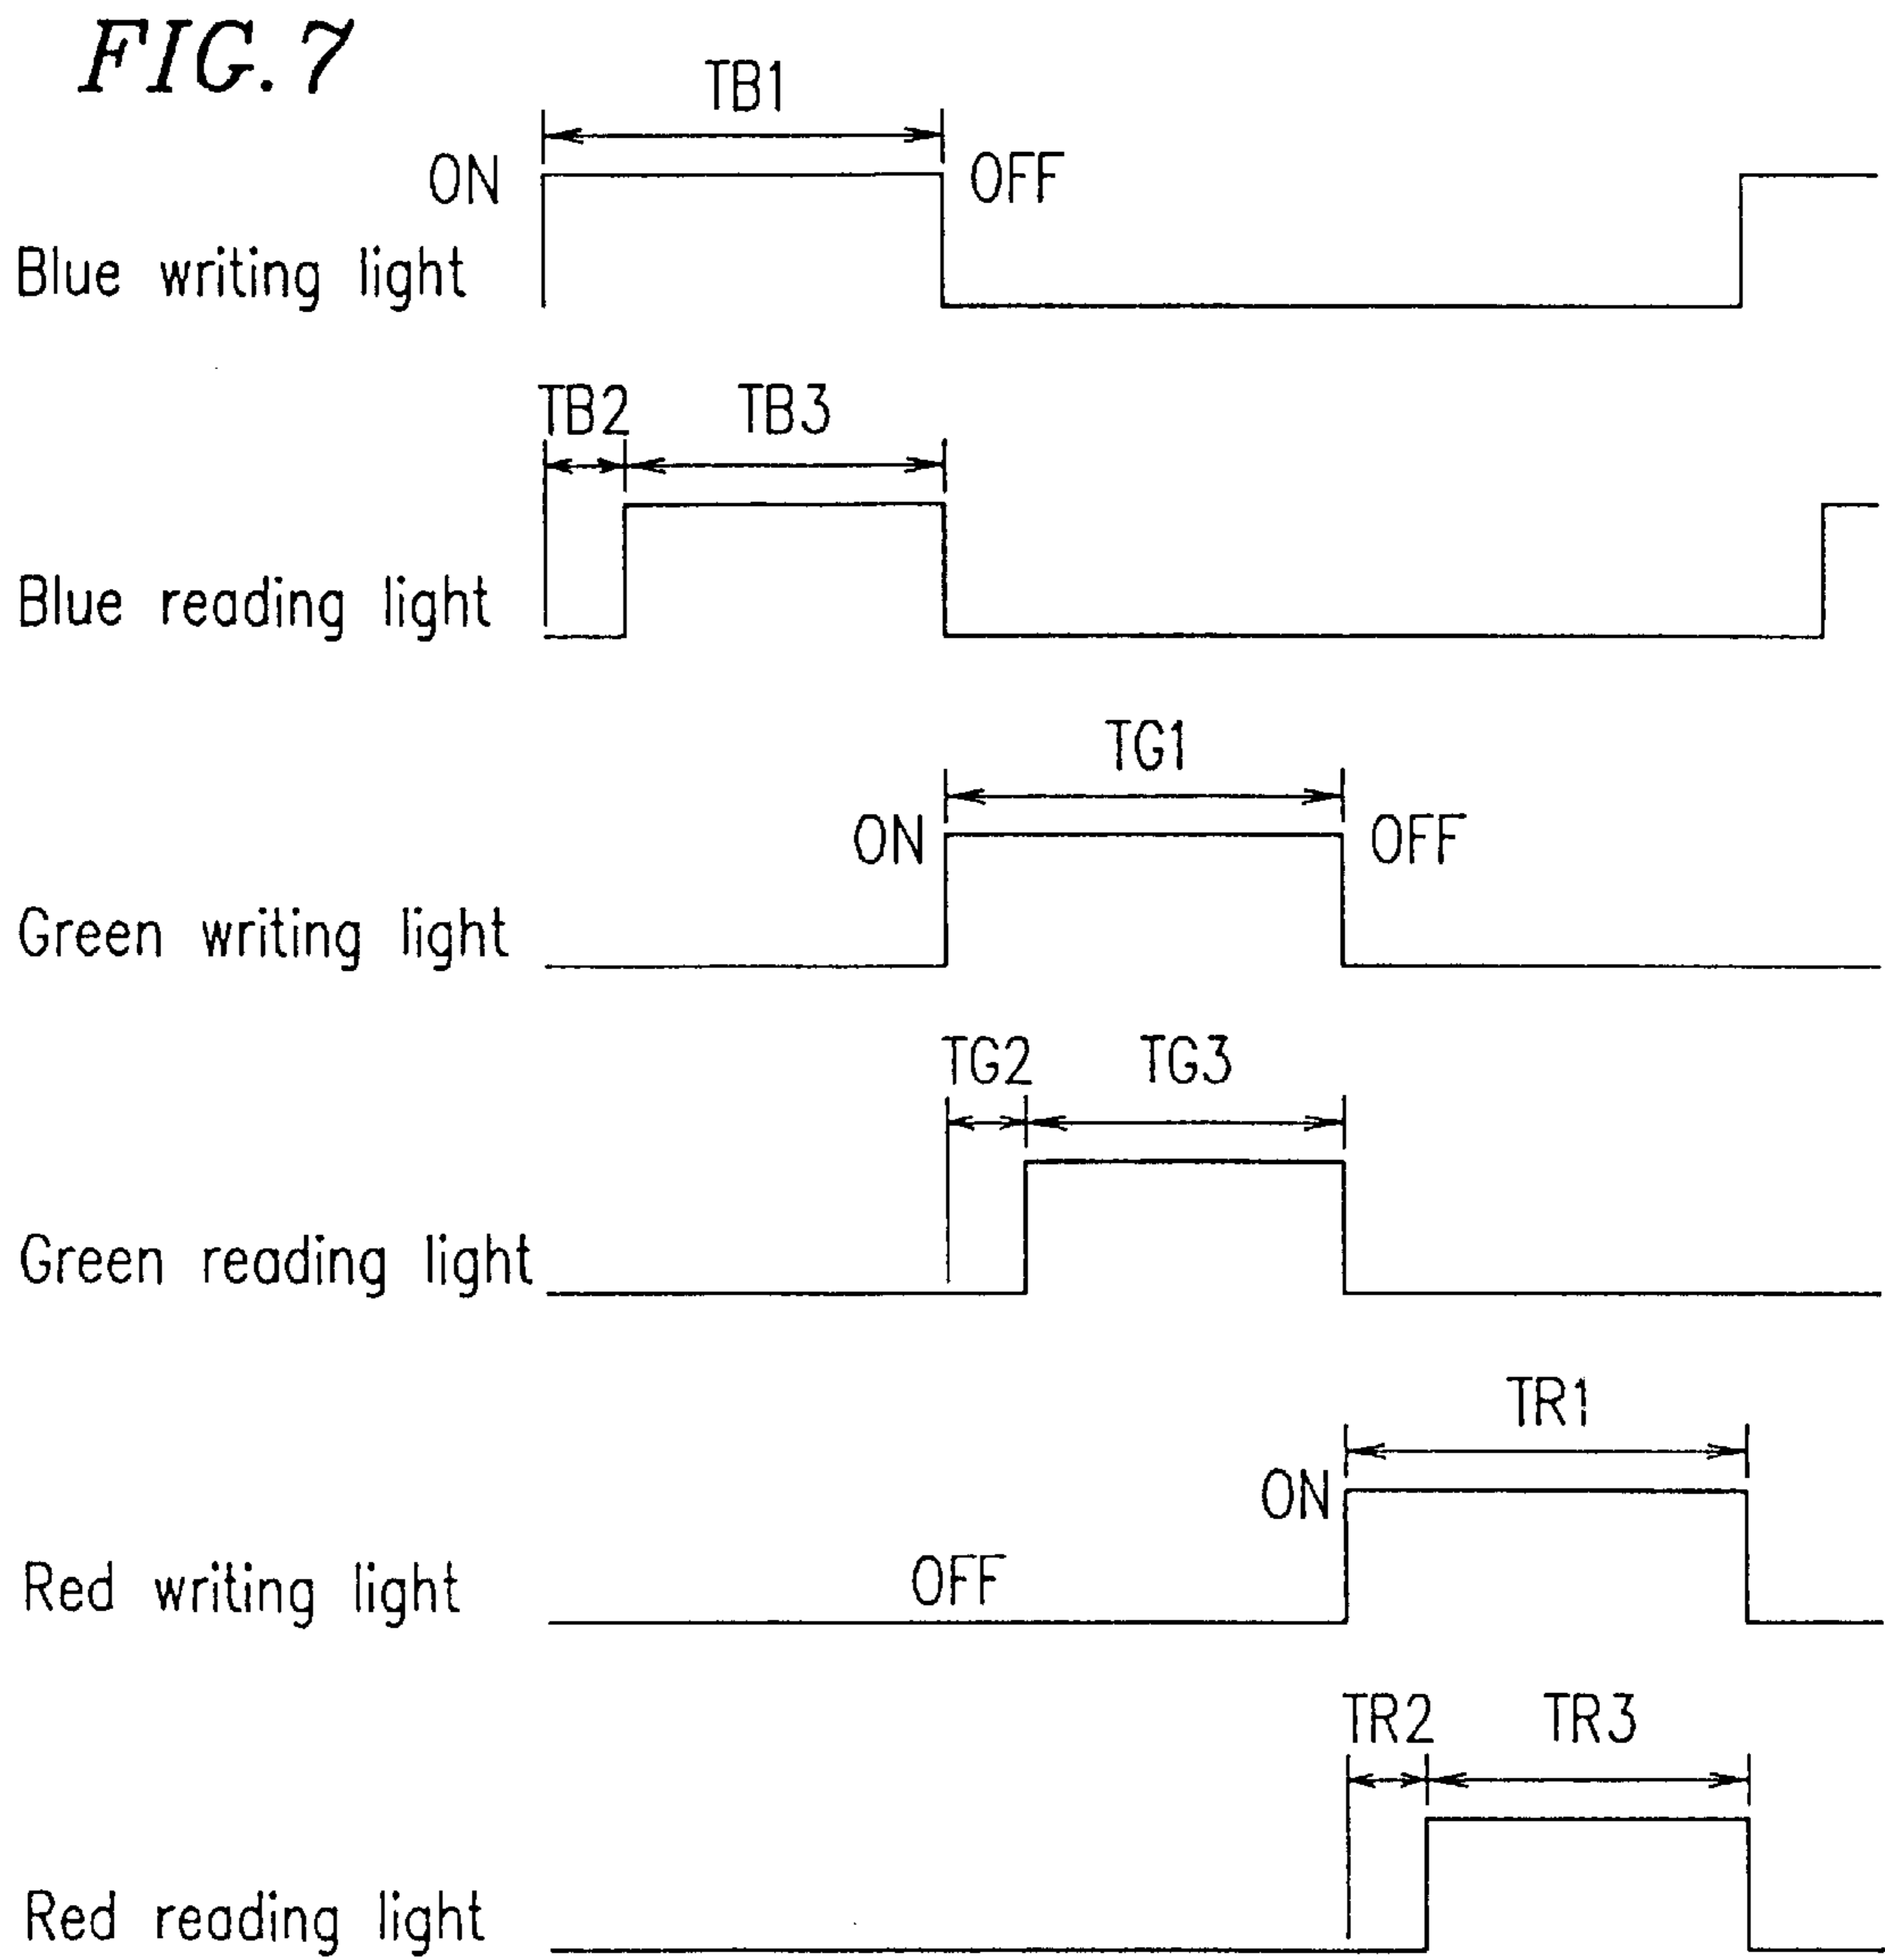 FIG. 7
TB1
ON OFF
Blue writing light
TB2 TB3
Blue reading light
TG1
ON OFF
Green writing light
TG2 TG3
Green reading light
TR1
ON
OFF
Red writing light
TR2 TR3
Red reading light